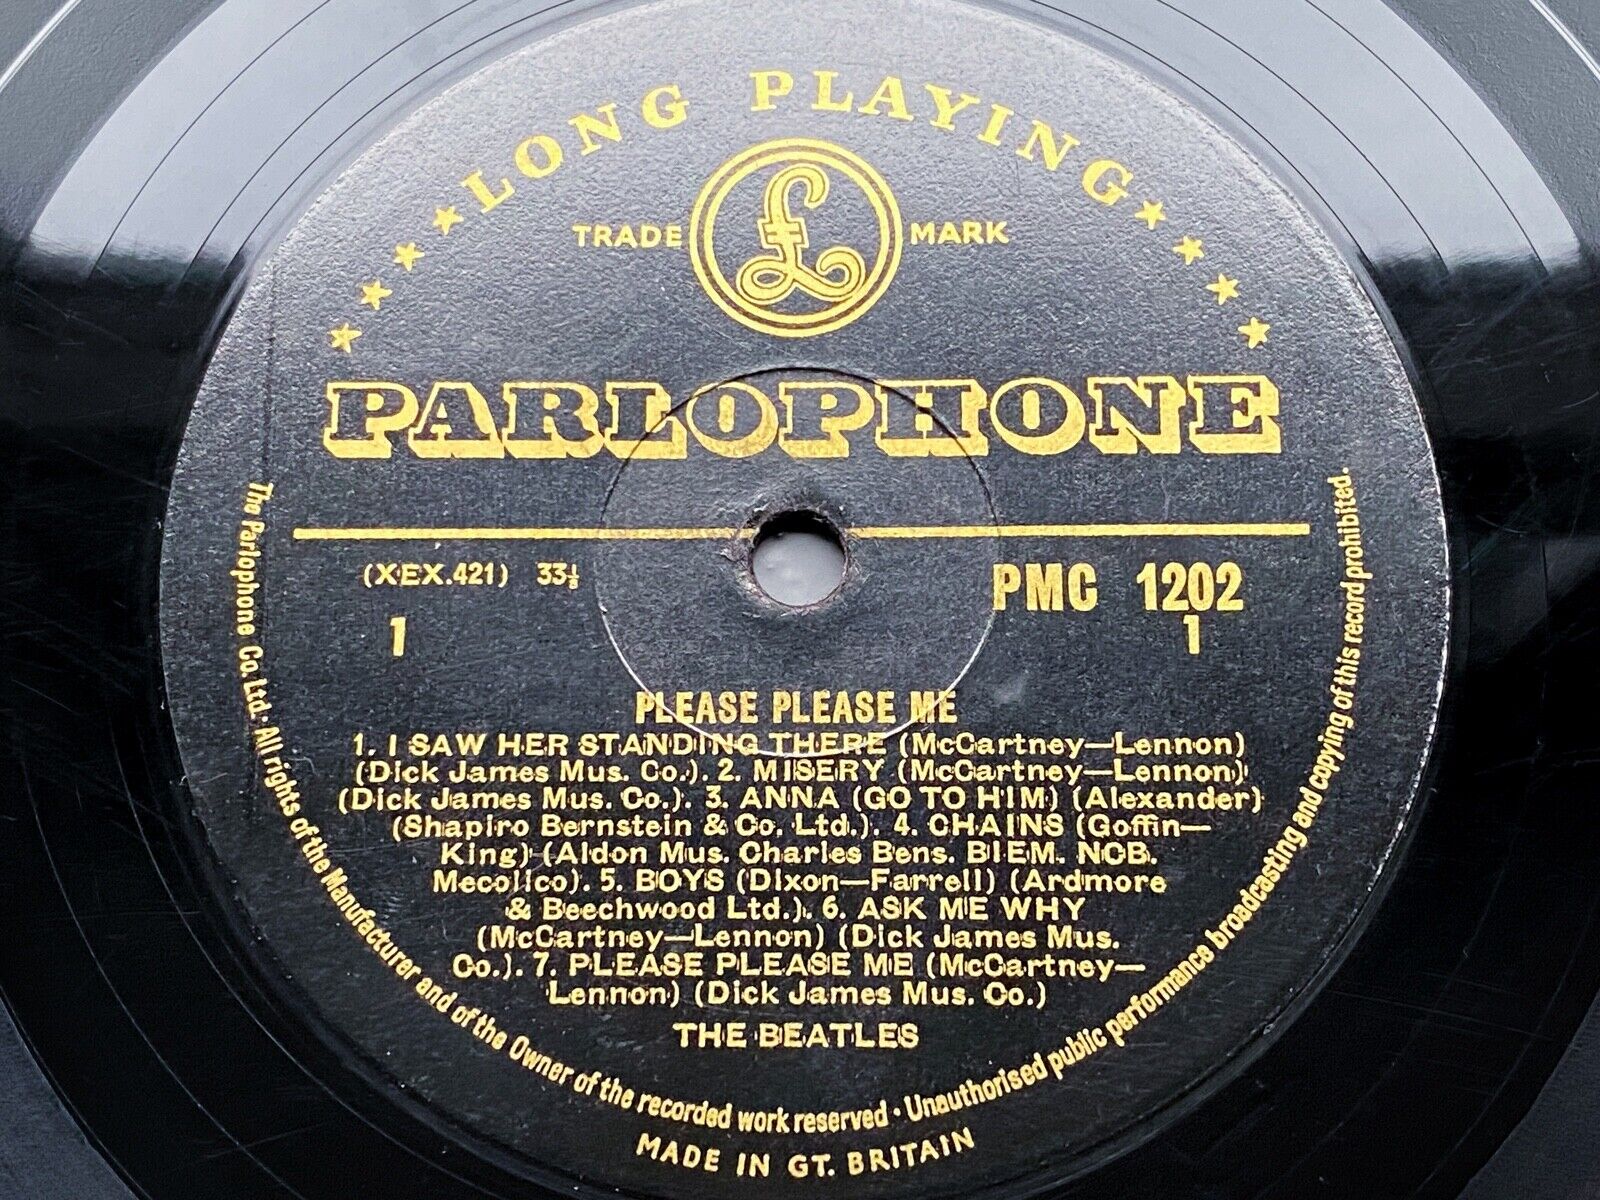 ★★★★ LONG PLAYING ★★★★
TRADE £ MARK
PARLOPHONE
(XEX.421) 33⅓
PMC 1202
1
1
PLEASE PLEASE ME
1. I SAW HER STANDING THERE (McCartney—Lennon)
(Dick James Mus. Co.). 2. MISERY (McCartney—Lennon)
(Dick James Mus. Co.). 3. ANNA (GO TO HIM) (Alexander)
(Shapiro Bernstein & Co. Ltd.). 4. CHAINS (Goffin—
King) (Aldon Mus. Charles Bens. BIEM. NCB.
Mecolico). 5. BOYS (Dixon—Farrell) (Ardmore
& Beechwood Ltd.). 6. ASK ME WHY
(McCartney—Lennon) (Dick James Mus.
Co.). 7. PLEASE PLEASE ME (McCartney—
Lennon) (Dick James Mus. Co.)
THE BEATLES
The Parlophone Co. Ltd. All rights of the Manufacturer and of the Owner of the recorded work reserved · Unauthorised public performance broadcasting and copying of this record prohibited.
MADE IN GT. BRITAIN